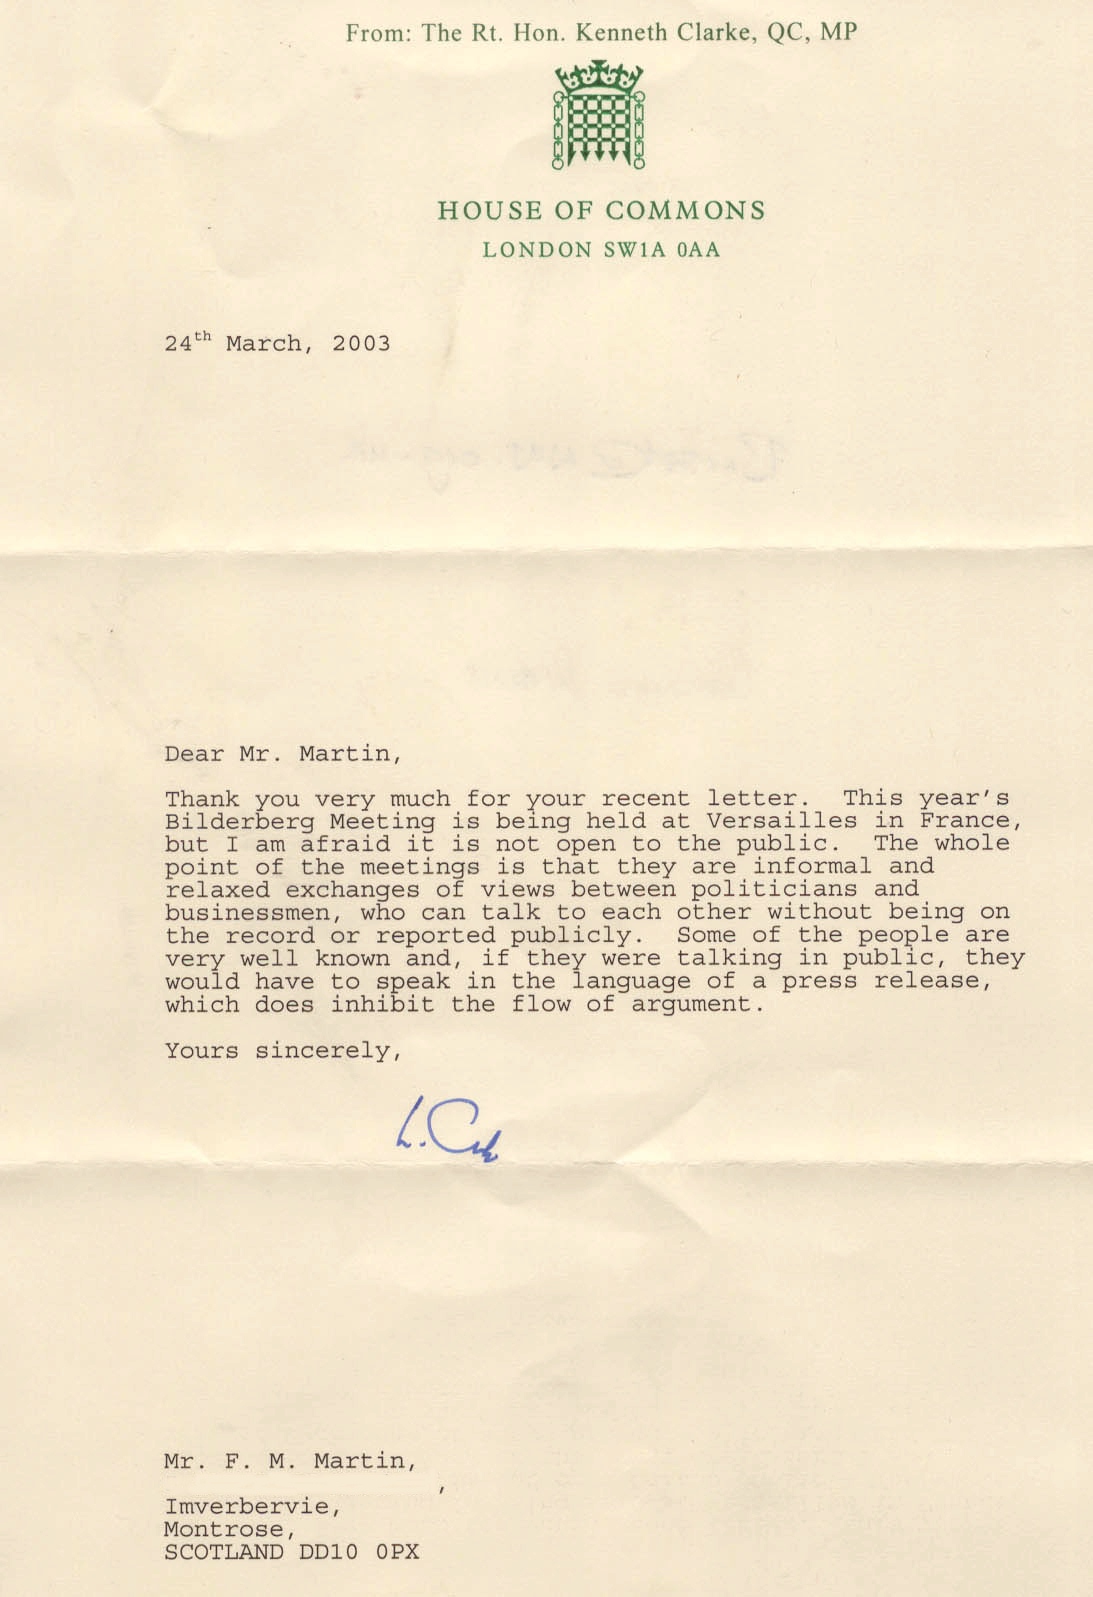 From: The Rt. Hon. Kenneth Clarke, QC, MP
HOUSE OF COMMONS
LONDON SW1A 0AA
24th March, 2003
Dear Mr. Martin,
Thank you very much for your recent letter. This year's
Bilderberg Meeting is being held at Versailles in France,
but I am afraid it is not open to the public. The whole
point of the meetings is that they are informal and
relaxed exchanges of views between politicians and
businessmen, who can talk to each other without being on
the record or reported publicly. Some of the people are
very well known and, if they were talking in public, they
would have to speak in the language of a press release,
which does inhibit the flow of argument.
Yours sincerely,
Mr. F. M. Martin,
,
Imverbervie,
Montrose,
SCOTLAND DD10 0PX